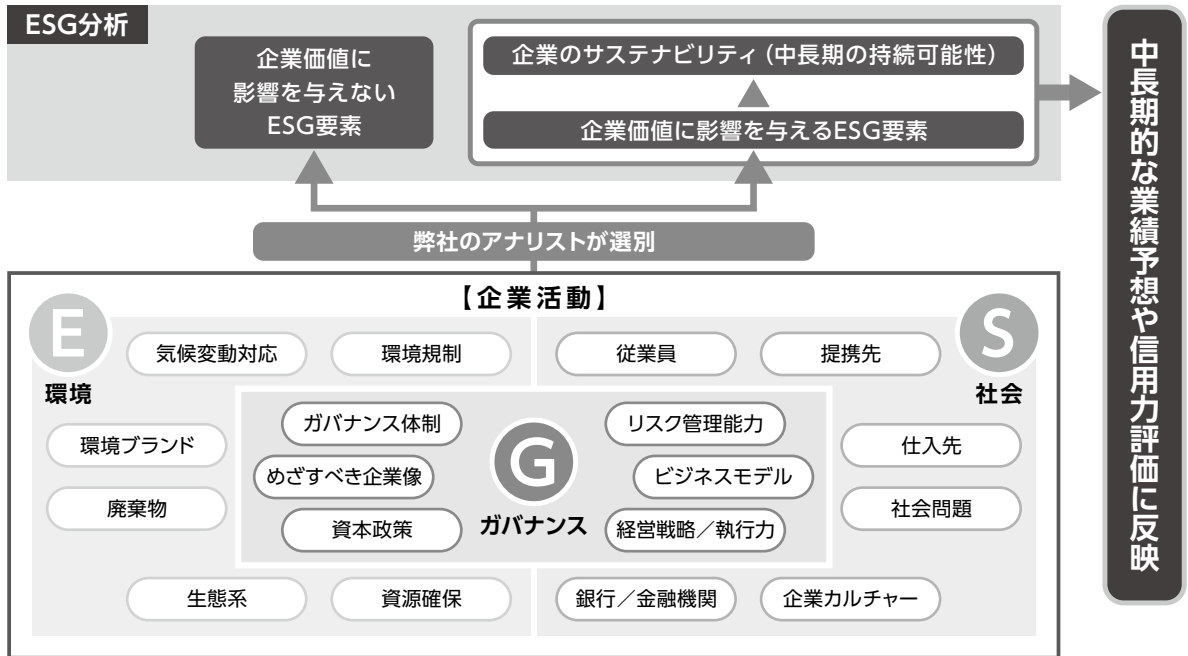 ESG分析
企業価値に
影響を与えない
ESG要素
企業のサステナビリティ(中長期の持続可能性)
企業価値に影響を与えるESG要素
中長期的な業績予想や信用力評価に反映
弊社のアナリストが選別
【企業活動】
E
環境
気候変動対応
環境規制
従業員
提携先
S
社会
環境ブランド
廃棄物
ガバナンス体制
めざすべき企業像
資本政策
G
ガバナンス
リスク管理能力
ビジネスモデル
経営戦略/執行力
仕入先
社会問題
生態系
資源確保
銀行/金融機関
企業カルチャー